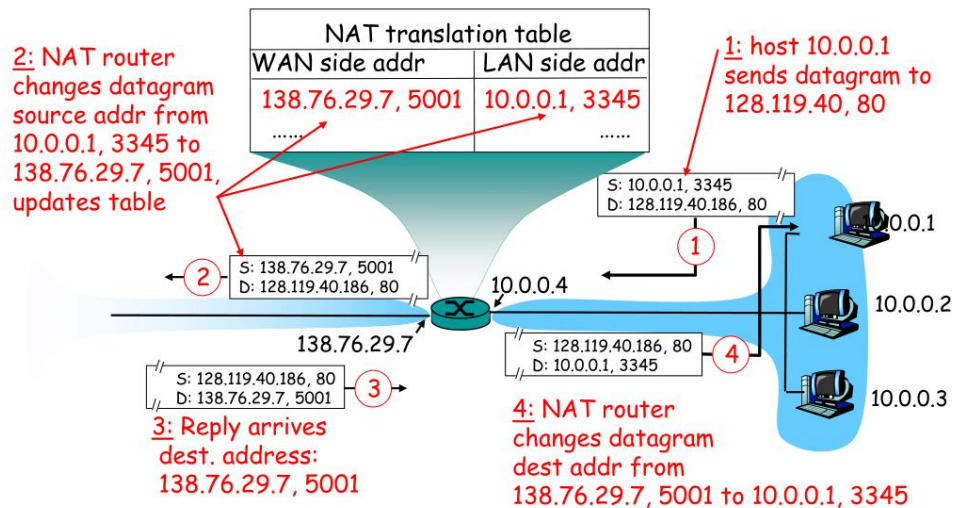 NAT translation table
WAN side addr LAN side addr
138.76.29.7, 5001 10.0.0.1, 3345
...... ......
2: NAT router
changes datagram
source addr from
10.0.0.1, 3345 to
138.76.29.7, 5001,
updates table
1: host 10.0.0.1
sends datagram to
128.119.40, 80
S: 10.0.0.1, 3345
D: 128.119.40.186, 80
1
10.0.0.1
S: 138.76.29.7, 5001
D: 128.119.40.186, 80
2
10.0.0.4
10.0.0.2
138.76.29.7
S: 128.119.40.186, 80
D: 10.0.0.1, 3345
4
S: 128.119.40.186, 80
D: 138.76.29.7, 5001
3
10.0.0.3
3: Reply arrives
dest. address:
138.76.29.7, 5001
4: NAT router
changes datagram
dest addr from
138.76.29.7, 5001 to 10.0.0.1, 3345